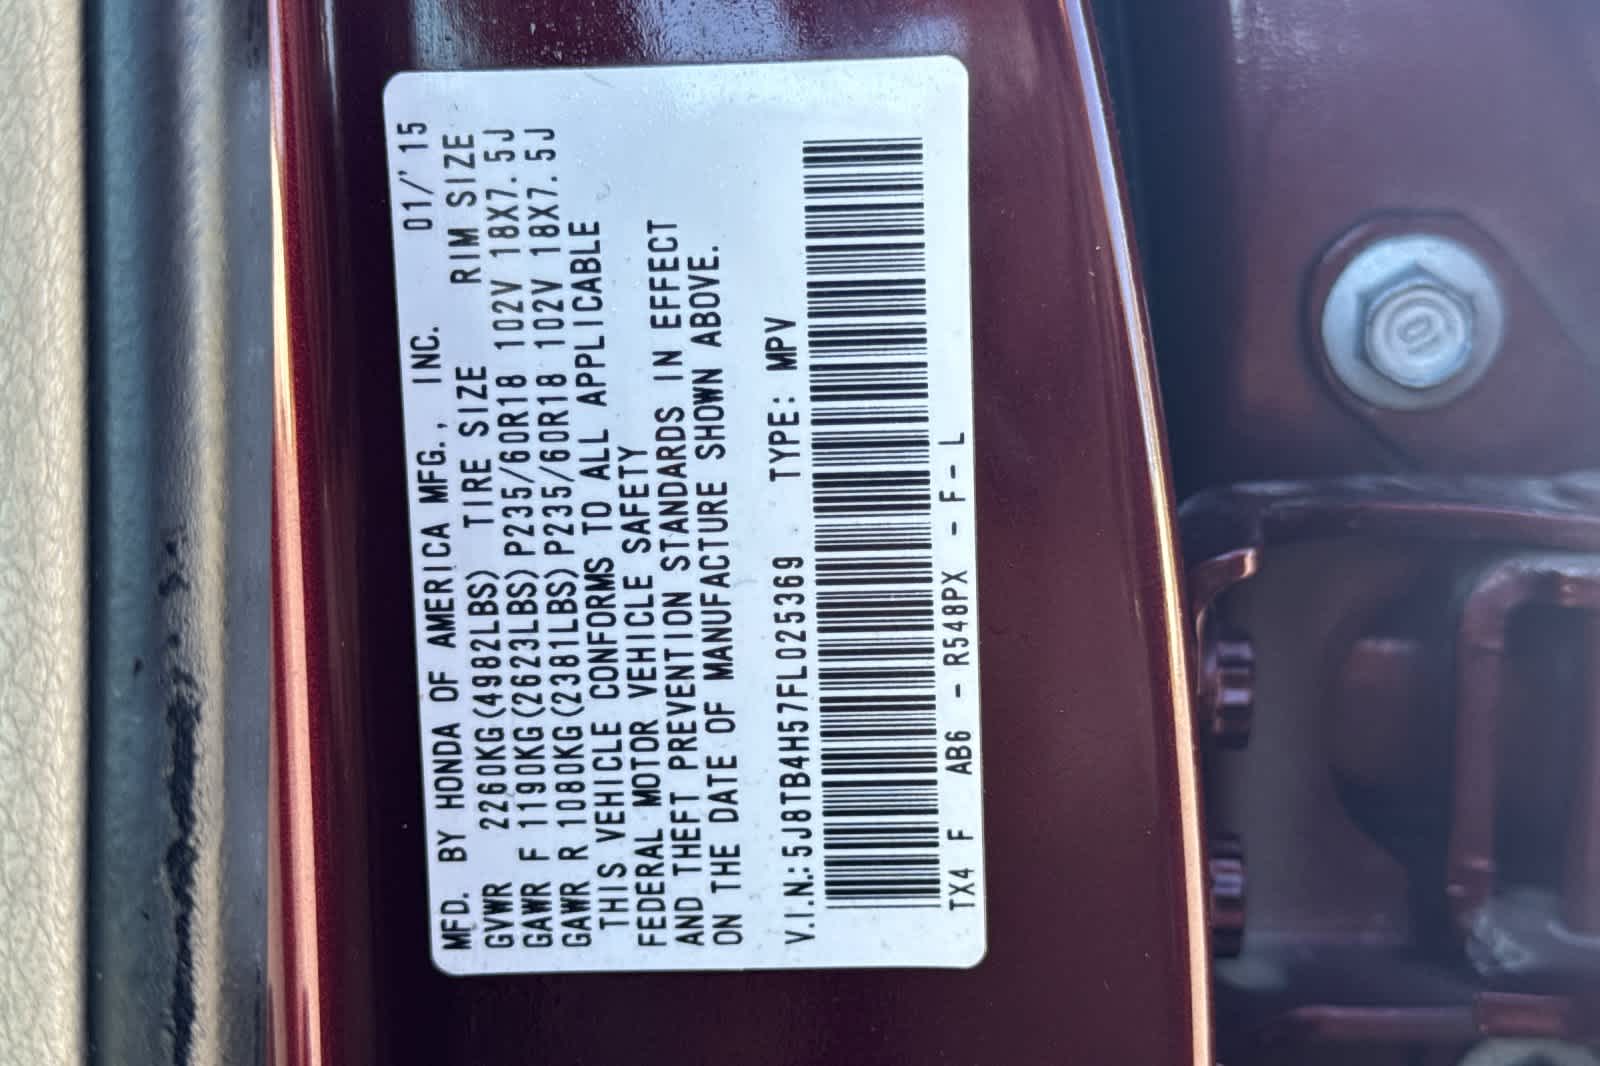 MFD. BY HONDA OF AMERICA MFG., INC. 01/'15
GVWR 2260KG(4982LBS) TIRE SIZE RIM SIZE
GAWR F 1190KG(2623LBS) P235/60R18 102V 18X7.5J
GAWR R 1080KG(2381LBS) P235/60R18 102V 18X7.5J
THIS VEHICLE CONFORMS TO ALL APPLICABLE
FEDERAL MOTOR VEHICLE SAFETY
AND THEFT PREVENTION STANDARDS IN EFFECT
ON THE DATE OF MANUFACTURE SHOWN ABOVE.
V.I.N.:5J8TB4H57FL025369 TYPE: MPV
TX4 F AB6 - R548PX - F - L